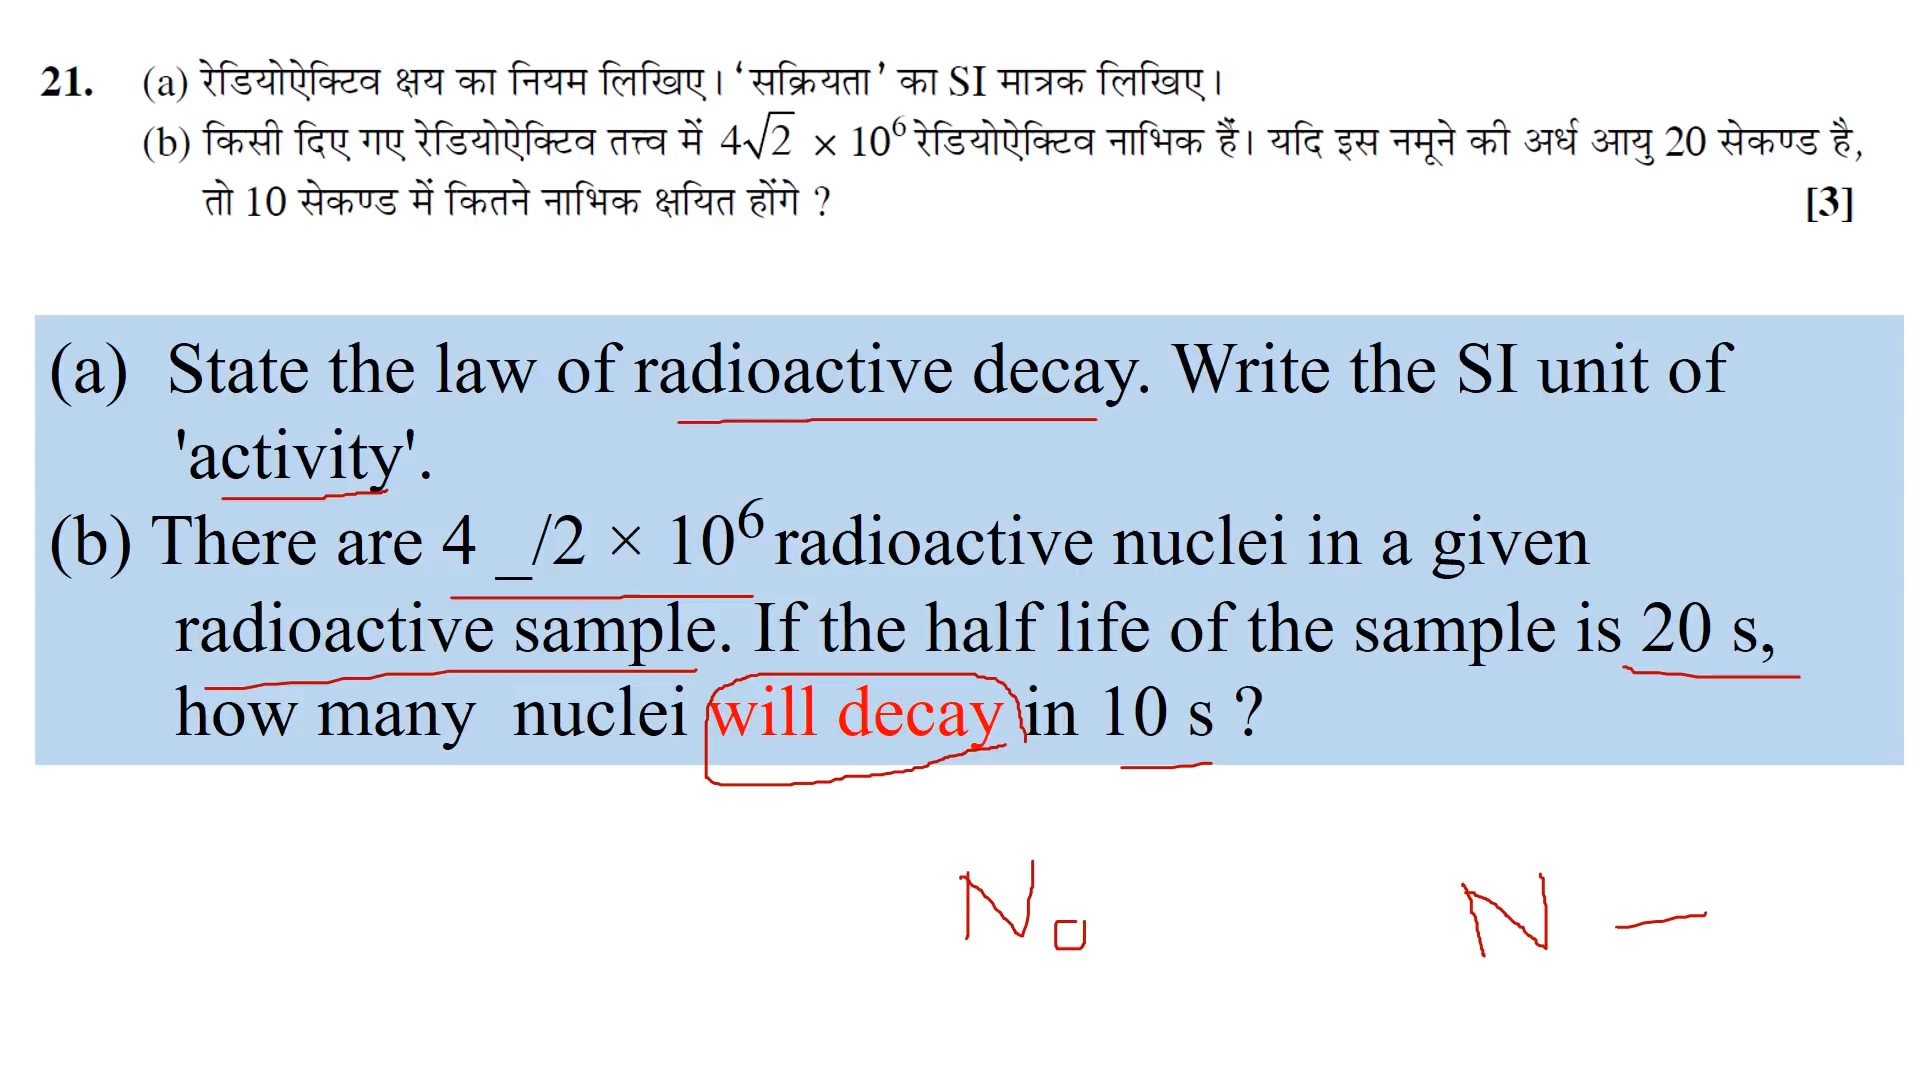 21. (a) रेडियोऐक्टिव क्षय का नियम लिखिए। ‘सक्रियता’ का SI मात्रक लिखिए।
(b) किसी दिए गए रेडियोऐक्टिव तत्त्व में 4√2 × 10⁶ रेडियोऐक्टिव नाभिक हैं। यदि इस नमूने की अर्ध आयु 20 सेकण्ड है,
तो 10 सेकण्ड में कितने नाभिक क्षयित होंगे ? [3]
(a) State the law of radioactive decay. Write the SI unit of
'activity'.
(b) There are 4 _/2 × 10⁶ radioactive nuclei in a given
radioactive sample. If the half life of the sample is 20 s,
how many nuclei will decay in 10 s ?
N₀ N —